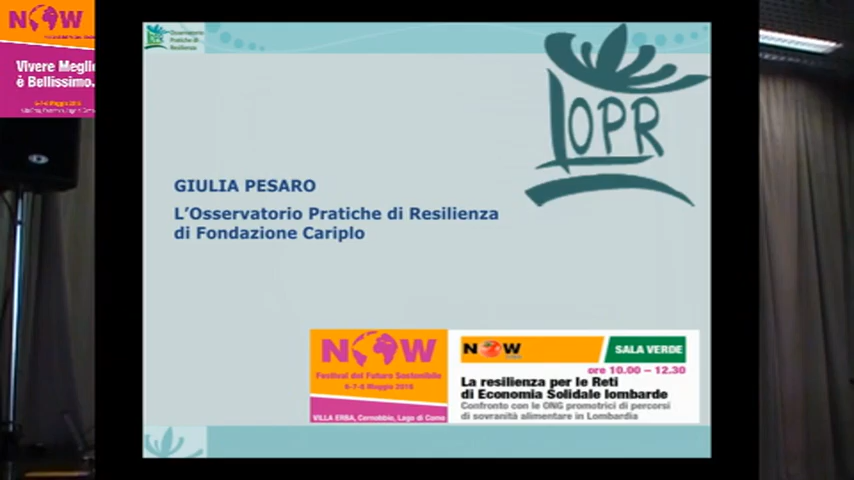 NOW
Vivere Meglio
è Bellissimo.
Osservatorio
Pratiche di
Resilienza
OPR
GIULIA PESARO
L'Osservatorio Pratiche di Resilienza
di Fondazione Cariplo
NOW
Festival del Futuro Sostenibile
6-7-8 Maggio 2016
VILLA ERBA, Cernobbio, Lago di Como
NOW
SALA VERDE
ore 10.00 – 12.30
La resilienza per le Reti
di Economia Solidale lombarde
Confronto con le ONG promotrici di percorsi
di sovranità alimentare in Lombardia